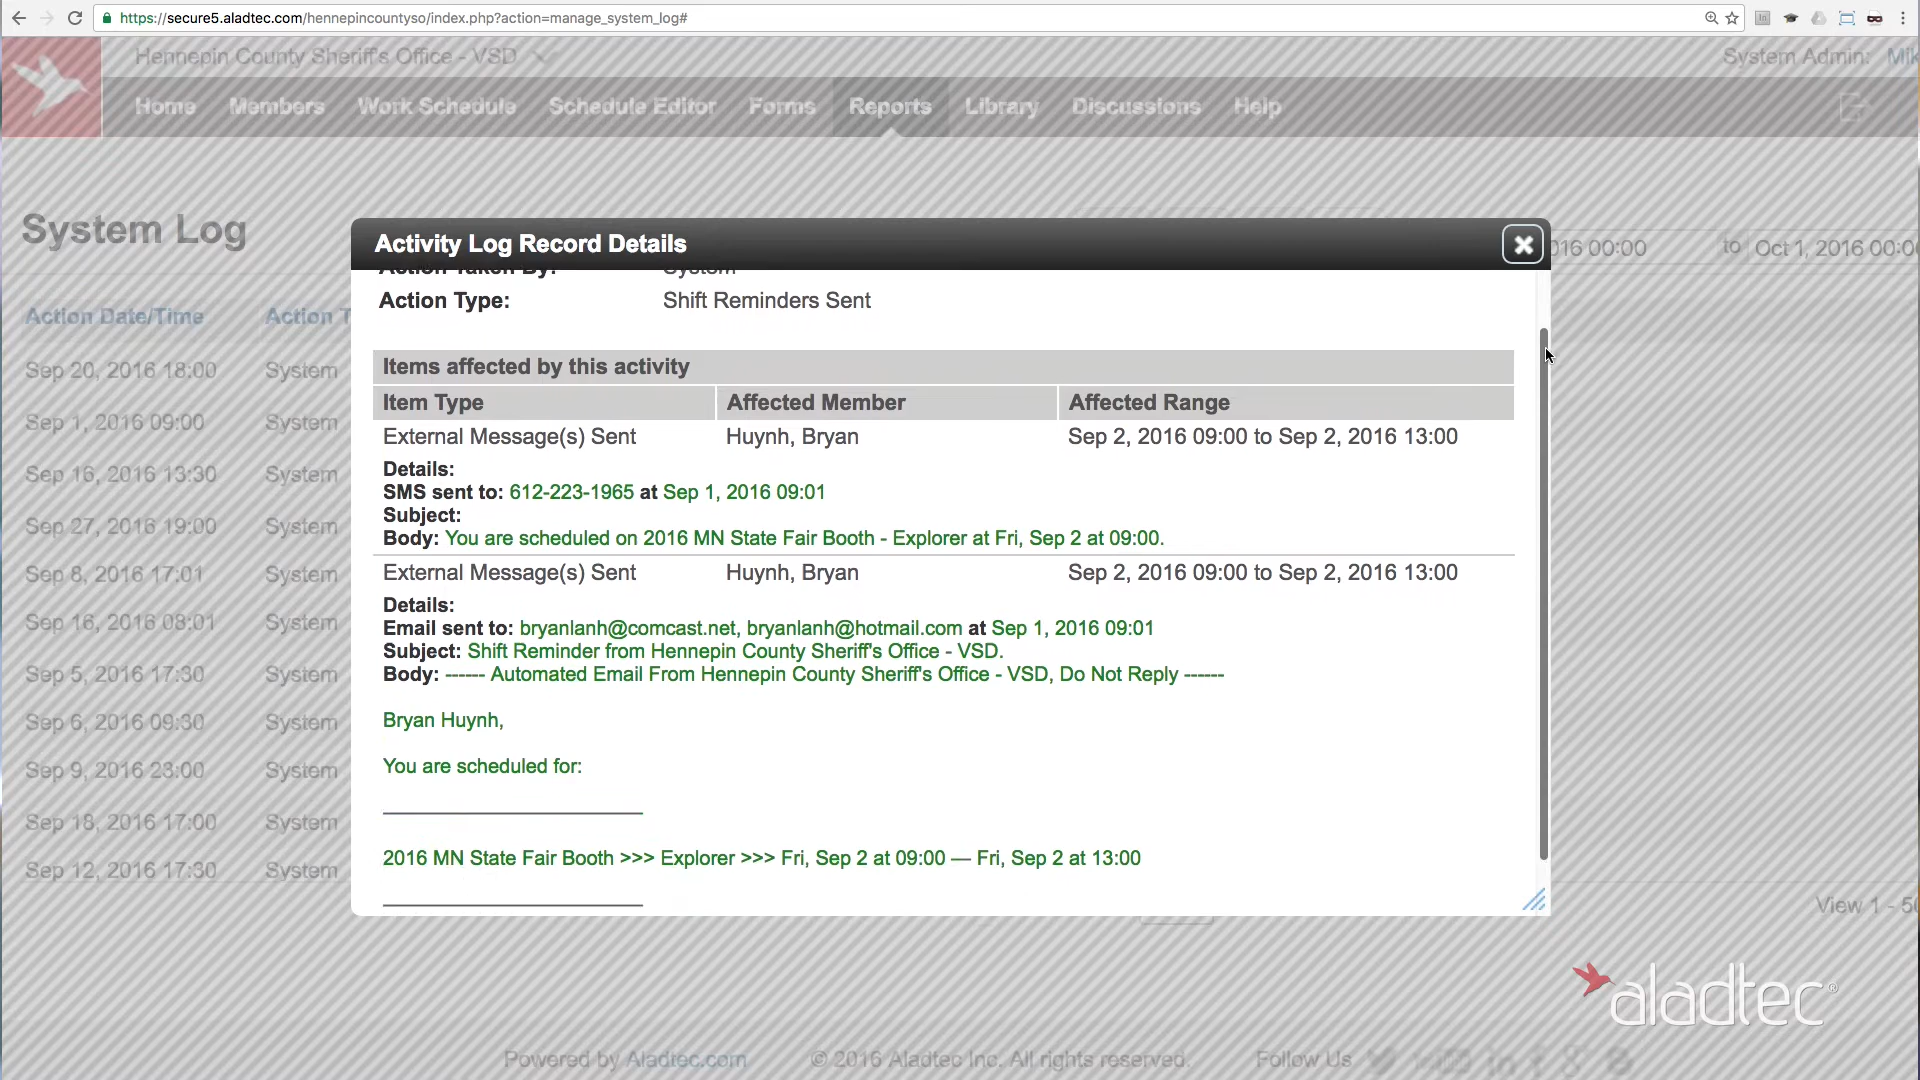 https://secure5.aladtec.com/hennepincountyso/index.php?action=manage_system_log#
Hennepin County Sheriff's Office - VSD
System Admin: Mik
Home Members Work Schedule Schedule Editor Forms Reports Library Discussions Help
System Log
016 00:00 to Oct 1, 2016 00:00
Activity Log Record Details
Action Taken By: System
Action Type: Shift Reminders Sent
Items affected by this activity
Item Type Affected Member Affected Range
External Message(s) Sent Huynh, Bryan Sep 2, 2016 09:00 to Sep 2, 2016 13:00
Details:
SMS sent to: 612-223-1965 at Sep 1, 2016 09:01
Subject:
Body: You are scheduled on 2016 MN State Fair Booth - Explorer at Fri, Sep 2 at 09:00.
External Message(s) Sent Huynh, Bryan Sep 2, 2016 09:00 to Sep 2, 2016 13:00
Details:
Email sent to: bryanlanh@comcast.net, bryanlanh@hotmail.com at Sep 1, 2016 09:01
Subject: Shift Reminder from Hennepin County Sheriff's Office - VSD.
Body: ------ Automated Email From Hennepin County Sheriff's Office - VSD, Do Not Reply ------
Bryan Huynh,
You are scheduled for:
2016 MN State Fair Booth >>> Explorer >>> Fri, Sep 2 at 09:00 — Fri, Sep 2 at 13:00
Action Date/Time Action T
Sep 20, 2016 18:00 System
Sep 1, 2016 09:00 System
Sep 16, 2016 13:30 System
Sep 27, 2016 19:00 System
Sep 8, 2016 17:01 System
Sep 16, 2016 08:01 System
Sep 5, 2016 17:30 System
Sep 6, 2016 09:30 System
Sep 9, 2016 23:00 System
Sep 18, 2016 17:00 System
Sep 12, 2016 17:30 System
View 1 - 50
aladtec®
Powered by Aladtec.com © 2016 Aladtec Inc. All rights reserved. Follow Us